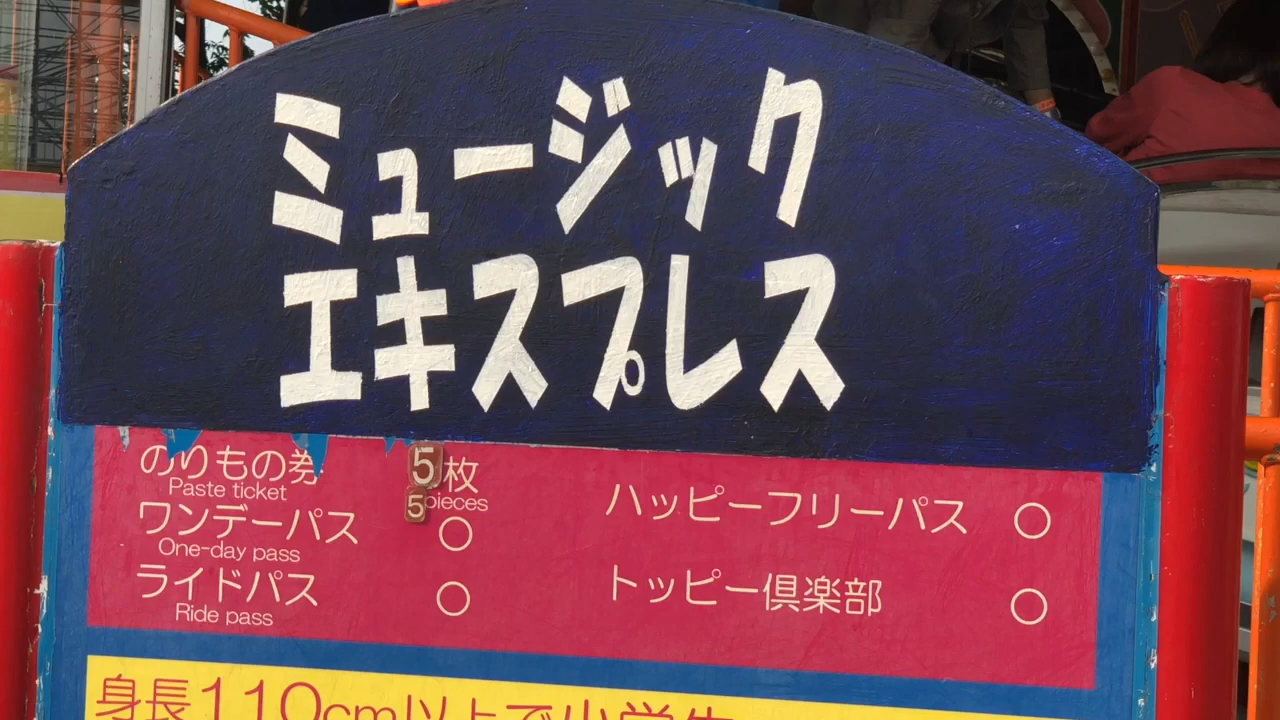 ミュージック
エキスプレス
のりもの券 5枚
Paste ticket 5 pieces
ワンデーパス ○
One-day pass
ライドパス ○
Ride pass
ハッピーフリーパス ○
トッピー倶楽部 ○
身長110cm以上で小学生